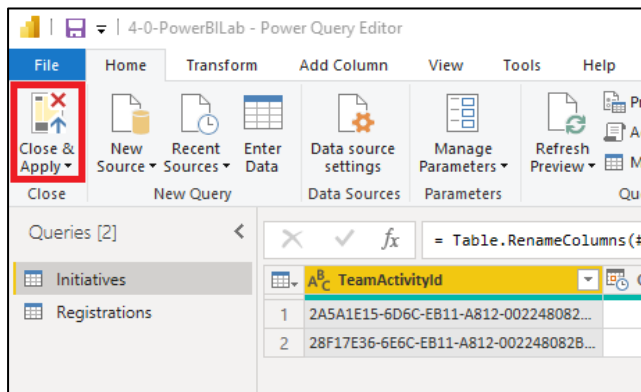 4-0-PowerBILab - Power Query Editor
File Home Transform Add Column View Tools Help
Close & Apply
New Source
Recent Sources
Enter Data
Data source settings
Manage Parameters
Refresh Preview
Close New Query Data Sources Parameters
Queries [2]
fx = Table.RenameColumns(#
Initiatives
Registrations
ABC TeamActivityId
1 2A5A1E15-6D6C-EB11-A812-002248082...
2 28F17E36-6E6C-EB11-A812-002248082B...